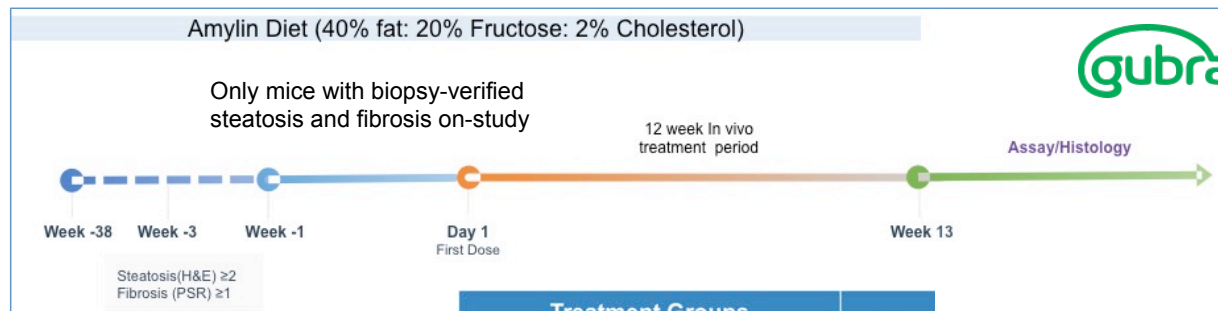 Amylin Diet (40% fat: 20% Fructose: 2% Cholesterol)
gubra
Only mice with biopsy-verified
steatosis and fibrosis on-study
12 week In vivo
treatment period
Assay/Histology
Week -38
Week -3
Week -1
Day 1
First Dose
Week 13
Steatosis(H&E) ≥2
Fibrosis (PSR) ≥1
Treatment Groups